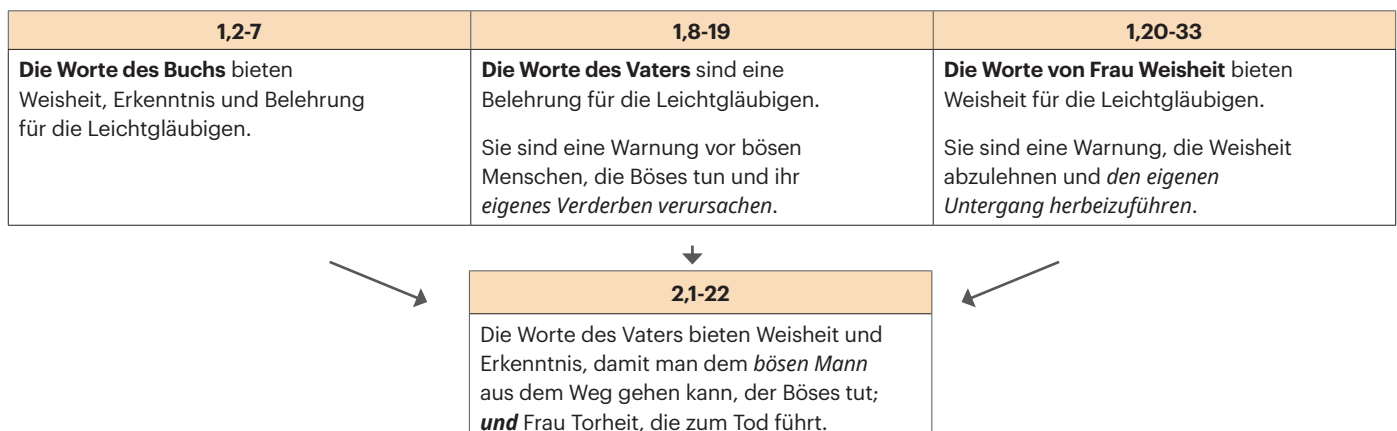 1,2-7
Die Worte des Buchs bieten
Weisheit, Erkenntnis und Belehrung
für die Leichtgläubigen.
1,8-19
Die Worte des Vaters sind eine
Belehrung für die Leichtgläubigen.
Sie sind eine Warnung vor bösen
Menschen, die Böses tun und ihr
eigenes Verderben verursachen.
1,20-33
Die Worte von Frau Weisheit bieten
Weisheit für die Leichtgläubigen.
Sie sind eine Warnung, die Weisheit
abzulehnen und den eigenen
Untergang herbeizuführen.
2,1-22
Die Worte des Vaters bieten Weisheit und
Erkenntnis, damit man dem bösen Mann
aus dem Weg gehen kann, der Böses tut;
und Frau Torheit, die zum Tod führt.